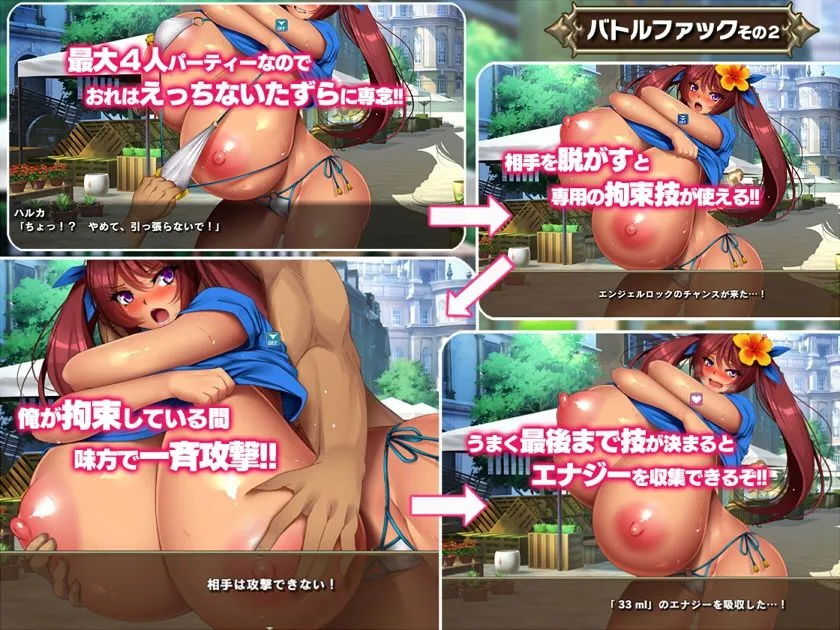 バトルファックその2
最大4人パーティーなので
おれはえっちないたずらに専念!!
ハルカ
「ちょっ!? やめて、引っ張らないで!」
相手を脱がすと
専用の拘束技が使える!!
エンジェルロックのチャンスが来た…!
俺が拘束している間
味方で一斉攻撃!!
相手は攻撃できない!
うまく最後まで技が決まると
エナジーを収集できるぞ!!
「33 ml」のエナジーを吸収した…!